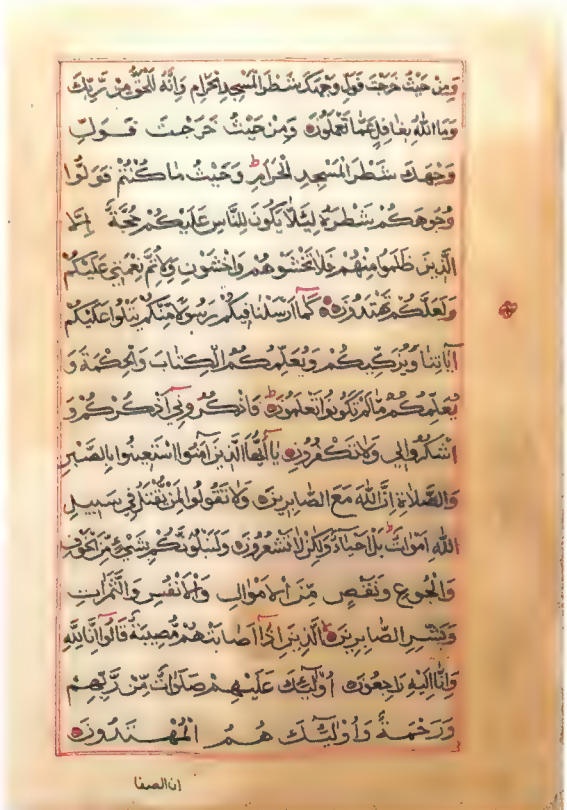 وَمِنْ حَيْثُ خَرَجْتَ فَوَلِّ وَجْهَكَ شَطْرَ الْمَسْجِدِ الْحَرَامِ وَإِنَّهُ لَلْحَقُّ مِنْ رَّبِّكَ
وَمَا اللّٰهُ بِغَافِلٍ عَمَّا تَعْمَلُونَ وَمِنْ حَيْثُ خَرَجْتَ فَوَلِّ
وَجْهَكَ شَطْرَ الْمَسْجِدِ الْحَرَامِ ط وَحَيْثُ مَا كُنْتُمْ فَوَلُّوا
وُجُوهَكُمْ شَطْرَهُ لِئَلَّا يَكُونَ لِلنَّاسِ عَلَيْكُمْ حُجَّةٌ إِلَّا
الَّذِينَ ظَلَمُوا مِنْهُمْ فَلَا تَخْشَوْهُمْ وَاخْشَوْنِي وَلِأُتِمَّ نِعْمَتِي عَلَيْكُمْ
وَلَعَلَّكُمْ تَهْتَدُونَ كَمَا أَرْسَلْنَا فِيكُمْ رَسُولًا مِنْكُمْ يَتْلُوا عَلَيْكُمْ
آيَاتِنَا وَيُزَكِّيكُمْ وَيُعَلِّمُكُمُ الْكِتَابَ وَالْحِكْمَةَ وَ
يُعَلِّمُكُمْ مَا لَمْ تَكُونُوا تَعْلَمُونَ ط فَاذْكُرُونِي أَذْكُرْكُمْ وَ
اشْكُرُوا لِي وَلَا تَكْفُرُونِ يَا أَيُّهَا الَّذِينَ آمَنُوا اسْتَعِينُوا بِالصَّبْرِ
وَالصَّلَاةِ إِنَّ اللّٰهَ مَعَ الصَّابِرِينَ وَلَا تَقُولُوا لِمَنْ يُقْتَلُ فِي سَبِيلِ
اللّٰهِ أَمْوَاتٌ ط بَلْ أَحْيَاءٌ وَلٰكِنْ لَا تَشْعُرُونَ وَلَنَبْلُوَنَّكُمْ بِشَيْءٍ مِّنَ الْخَوْفِ
وَالْجُوعِ وَنَقْصٍ مِّنَ الْأَمْوَالِ وَالْأَنْفُسِ وَالثَّمَرَاتِ
وَبَشِّرِ الصَّابِرِينَ الَّذِينَ إِذَا أَصَابَتْهُمْ مُّصِيبَةٌ قَالُوا إِنَّا لِلّٰهِ
وَإِنَّا إِلَيْهِ رَاجِعُونَ أُولٰئِكَ عَلَيْهِمْ صَلَوَاتٌ مِّنْ رَّبِّهِمْ
وَرَحْمَةٌ وَأُولٰئِكَ هُمُ الْمُهْتَدُونَ
ان الصفا